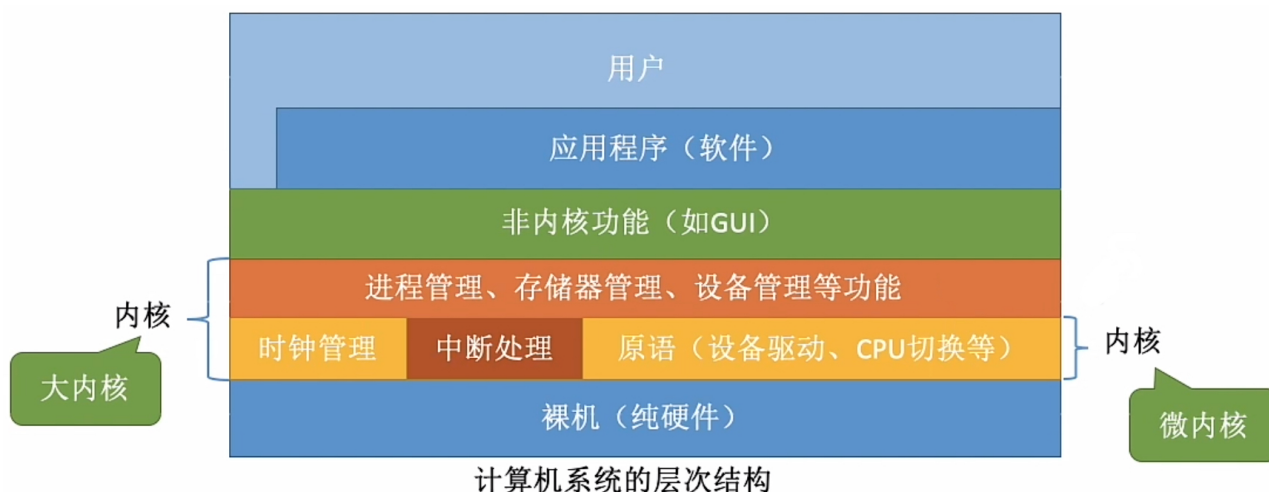 用户
应用程序（软件）
非内核功能（如GUI）
进程管理、存储器管理、设备管理等功能
内核
时钟管理
中断处理
原语（设备驱动、CPU切换等）
内核
大内核
裸机（纯硬件）
微内核
计算机系统的层次结构